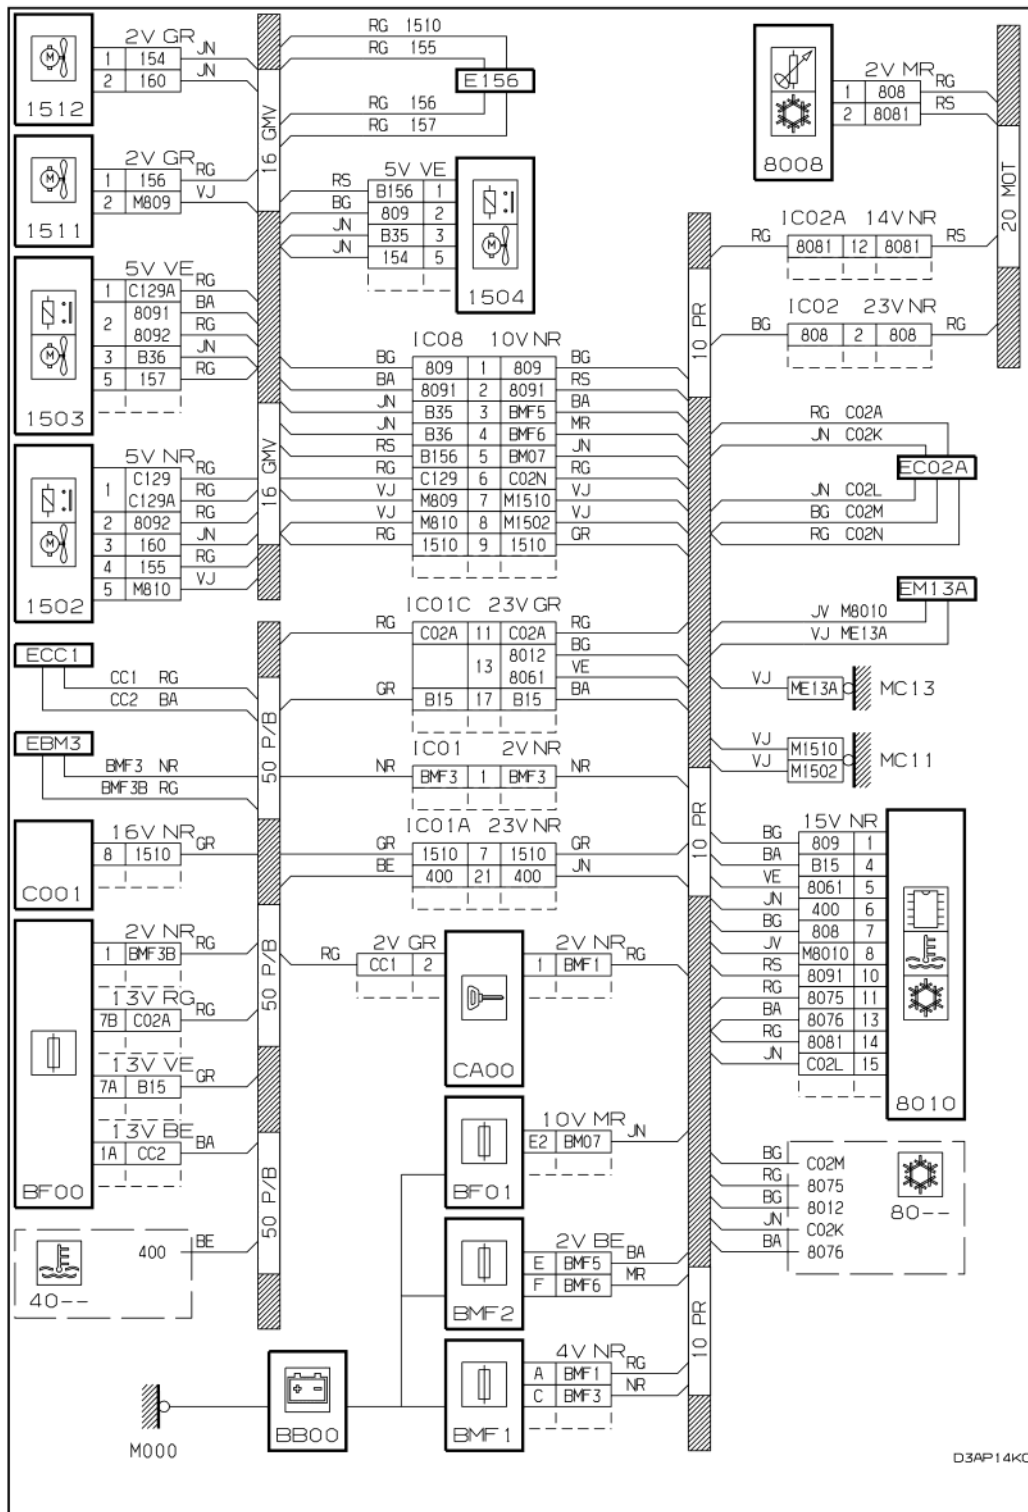 2V GR
1 154 JN
2 160 JN
1512
2V GR
1 156 RG
2 M809 VJ
1511
5V VE
1 C129A RG
2 8091 BA
8092 RG
3 B36 JN
5 157 RG
1503
5V NR
1 C129 RG
C129A RG
2 8092 RG
3 160 JN
4 155 RG
5 M810 VJ
1502
ECC1
CC1 RG
CC2 BA
EBM3
BMF3 NR
BMF3B RG
16V NR
8 1510 GR
C001
2V NR
1 BMF3B RG
13V RG
7B C02A RG
13V VE
7A B15 GR
13V BE
1A CC2 BA
BF00
400 BE
40--
16 GMV
16 GMV
50 P/B
50 P/B
50 P/B
RG 1510
RG 155
E156
RG 156
RG 157
5V VE
RS B156 1
BG 809 2
JN B35 3
JN 154 5
1504
IC08 10V NR
BG 809 1 809 BG
BA 8091 2 8091 RS
JN B35 3 BMF5 BA
JN B36 4 BMF6 MR
RS B156 5 BM07 JN
RG C129 6 C02N RG
VJ M809 7 M1510 VJ
VJ M810 8 M1502 VJ
RG 1510 9 1510 GR
IC01C 23V GR
RG C02A 11 C02A RG
13 8012 BG
8061 VE
GR B15 17 B15 BA
IC01 2V NR
NR BMF3 1 BMF3 NR
IC01A 23V NR
GR 1510 7 1510 GR
BE 400 21 400 JN
2V GR
RG CC1 2
2V NR
1 BMF1 RG
CA00
10V MR
E2 BM07 JN
BF01
2V BE
E BMF5 BA
F BMF6 MR
BMF2
4V NR
A BMF1 RG
C BMF3 NR
BMF1
M000
BB00
10 PR
10 PR
10 PR
2V MR
1 808 RG
2 8081 RS
8008
20 MOT
IC02A 14V NR
RG 8081 12 8081 RS
IC02 23V NR
BG 808 2 808 RG
RG C02A
JN C02K
EC02A
JN C02L
BG C02M
RG C02N
EM13A
JV M8010
VJ ME13A
VJ ME13A MC13
VJ M1510
VJ M1502
MC11
15V NR
BG 809 1
BA B15 4
VE 8061 5
JN 400 6
BG 808 7
JV M8010 8
RS 8091 10
RG 8075 11
BA 8076 13
RG 8081 14
JN C02L 15
8010
BG C02M
RG 8075
BG 8012
JN C02K
BA 8076
80--
D3AP14KC